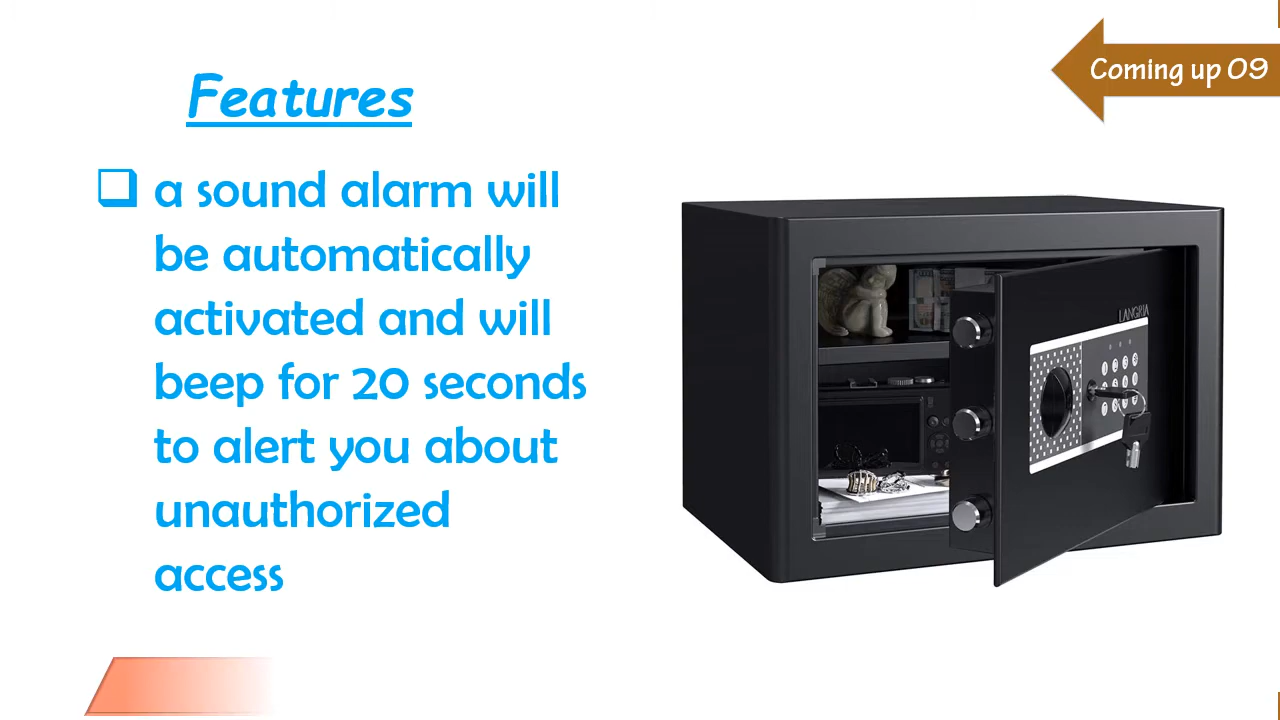 Coming up 09
Features
a sound alarm will
be automatically
activated and will
beep for 20 seconds
to alert you about
unauthorized
access
LANGRIA